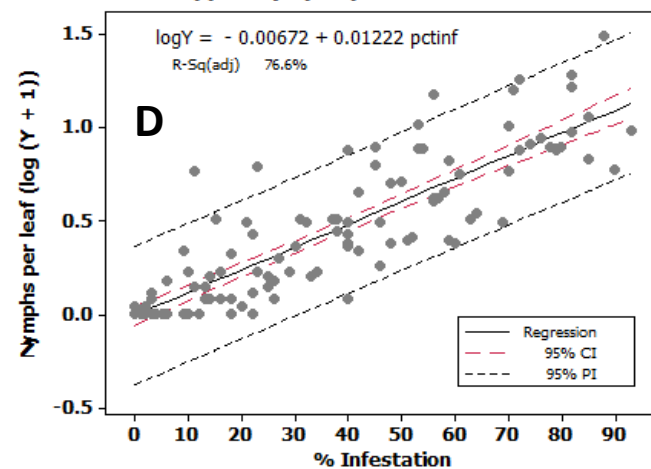 logY = - 0.00672 + 0.01222 pctinf
R-Sq(adj) 76.6%
D
Nymphs per leaf (log (Y + 1))
1.5
1.0
0.5
0.0
-0.5
Regression
95% CI
95% PI
0 10 20 30 40 50 60 70 80 90
% Infestation